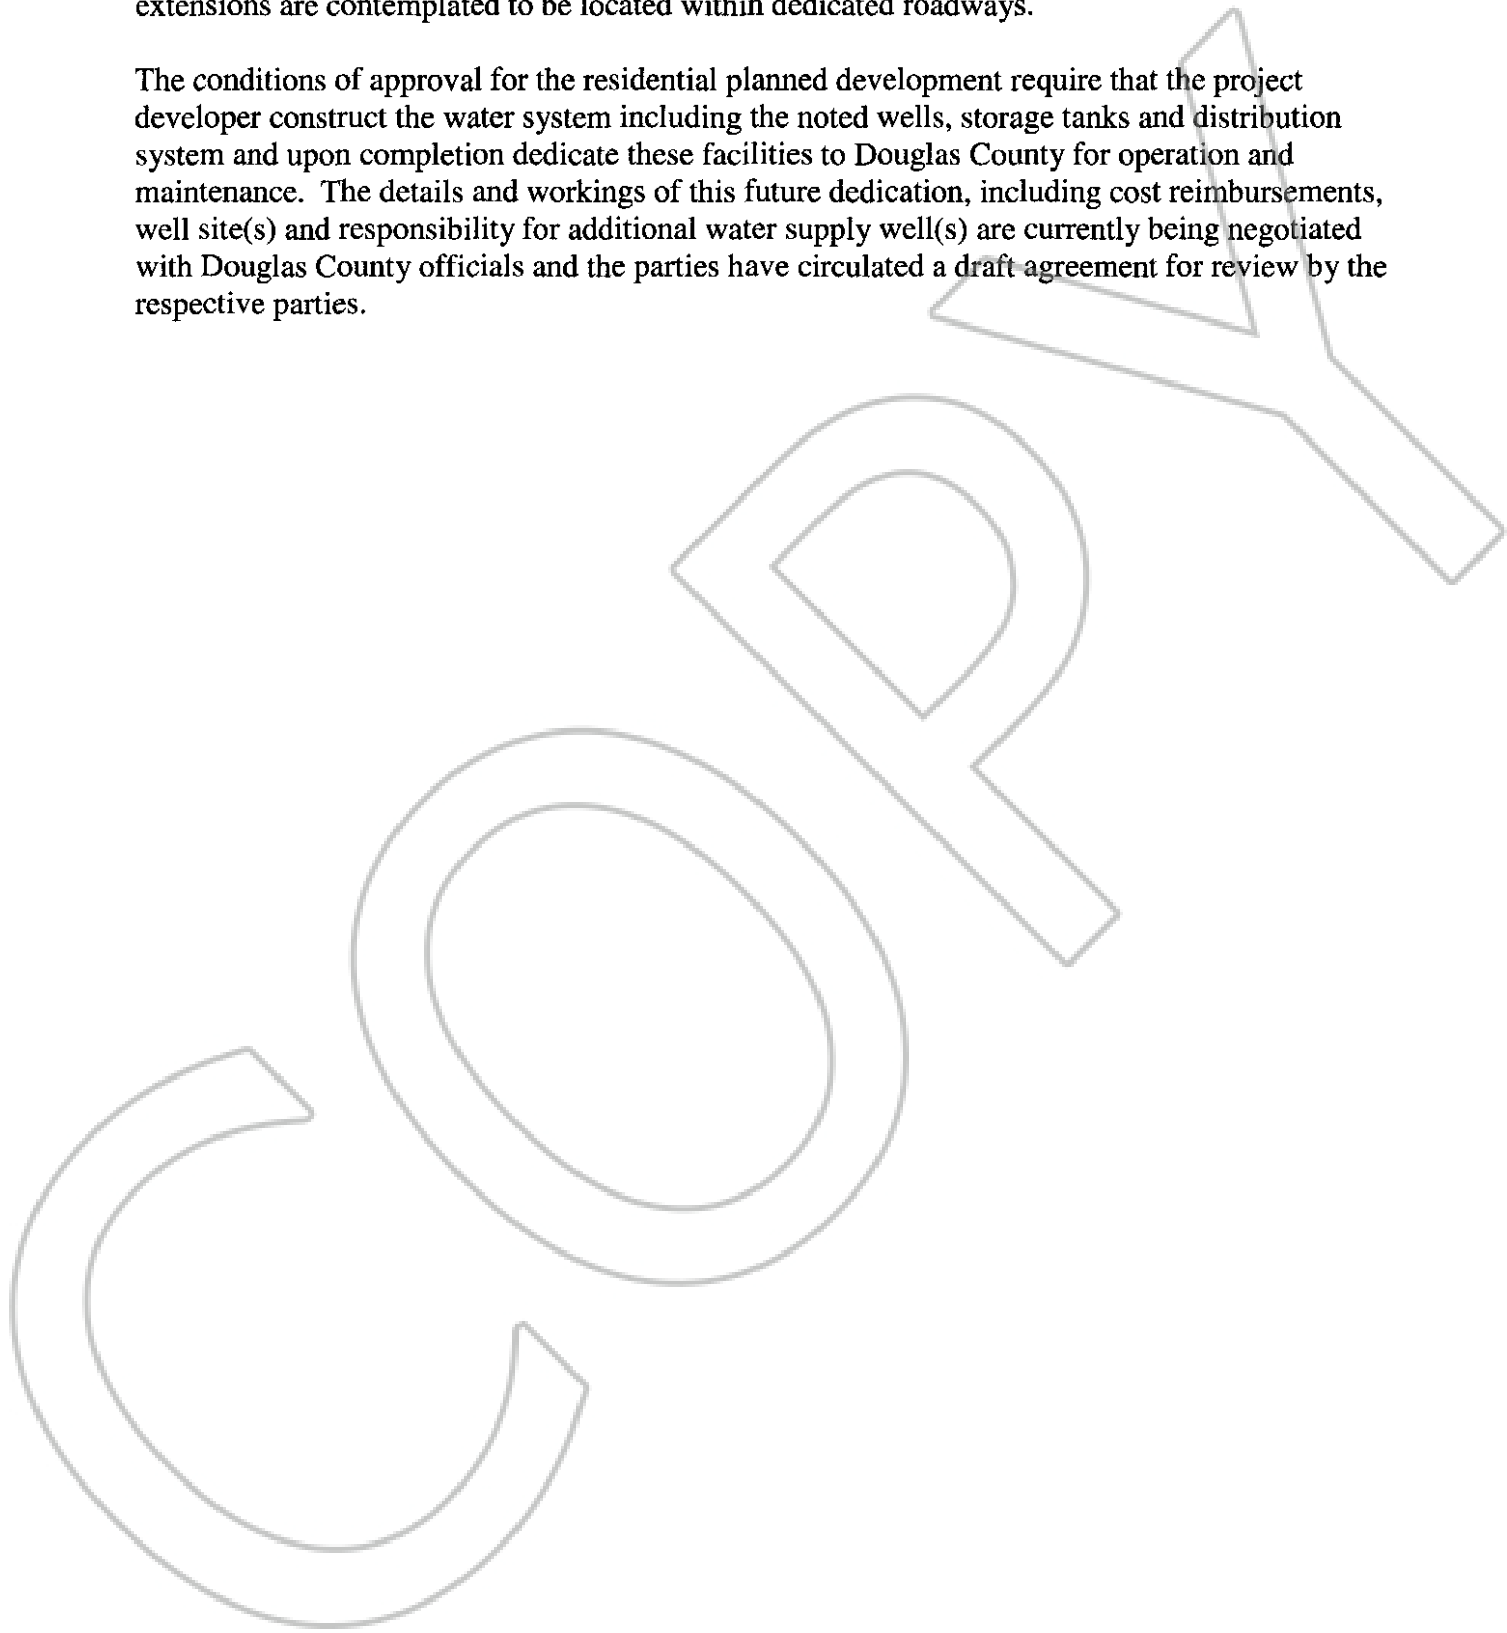 extensions are contemplated to be located within dedicated roadways.
The conditions of approval for the residential planned development require that the project
developer construct the water system including the noted wells, storage tanks and distribution
system and upon completion dedicate these facilities to Douglas County for operation and
maintenance.  The details and workings of this future dedication, including cost reimbursements,
well site(s) and responsibility for additional water supply well(s) are currently being negotiated
with Douglas County officials and the parties have circulated a draft agreement for review by the
respective parties.
COPY